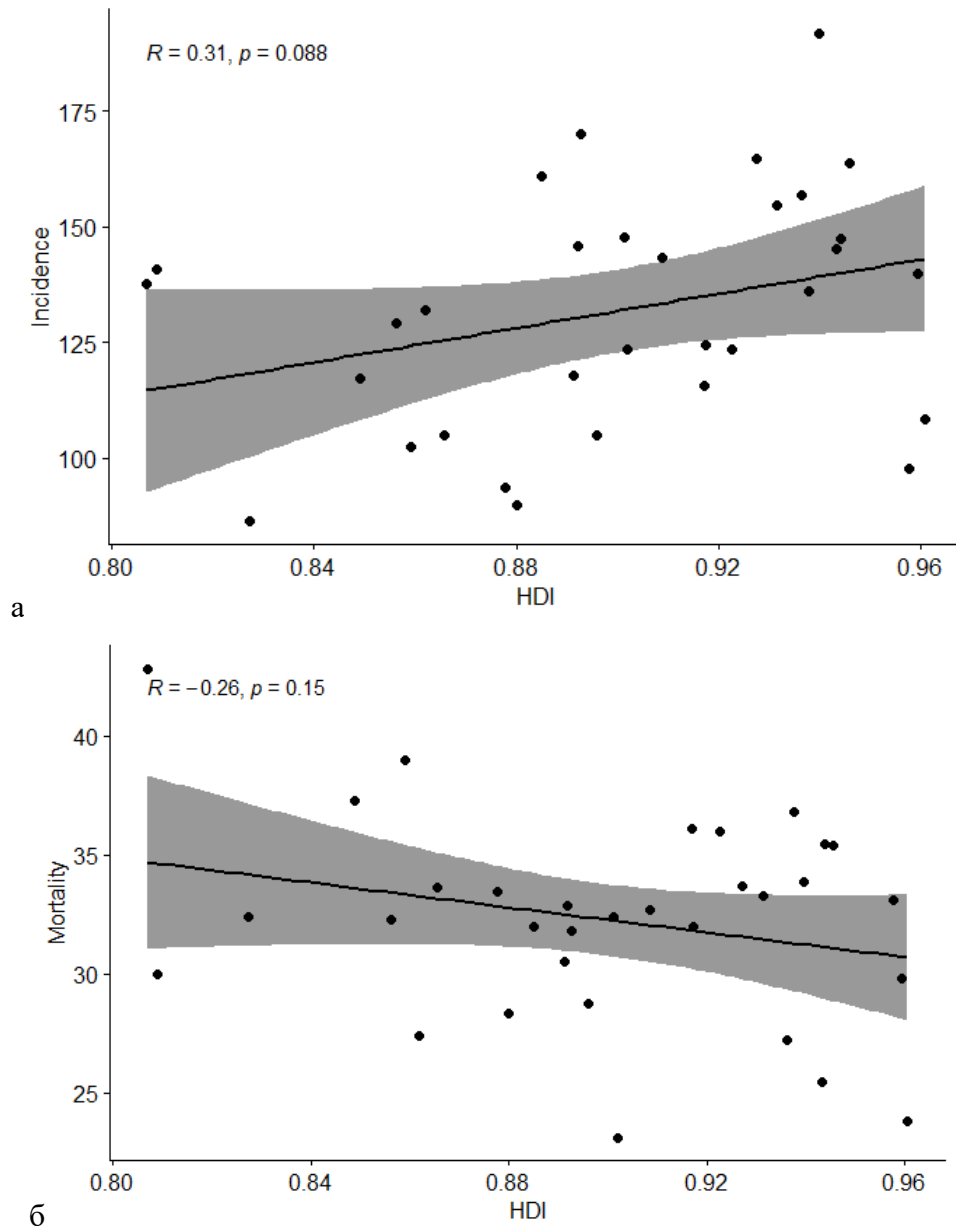 R = 0.31, p = 0.088
175
150
125
100
Incidence
0.80 0.84 0.88 0.92 0.96
HDI
а
R = −0.26, p = 0.15
40
35
30
25
Mortality
0.80 0.84 0.88 0.92 0.96
HDI
б